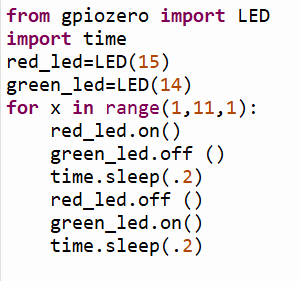 from gpiozero import LED
import time
red_led=LED(15)
green_led=LED(14)
for x in range(1,11,1):
    red_led.on()
    green_led.off ()
    time.sleep(.2)
    red_led.off ()
    green_led.on()
    time.sleep(.2)